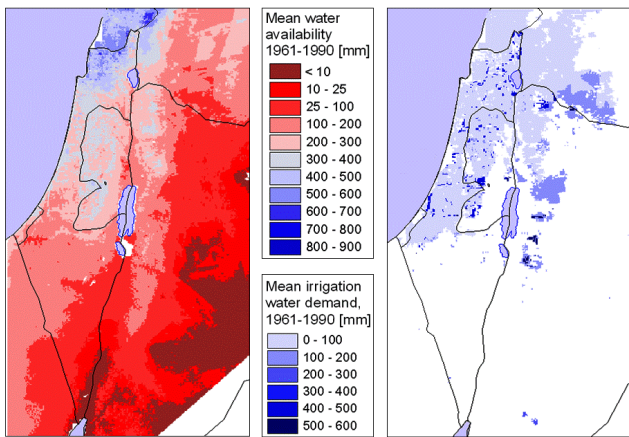 Mean water
availability
1961-1990 [mm]
< 10
10 - 25
25 - 100
100 - 200
200 - 300
300 - 400
400 - 500
500 - 600
600 - 700
700 - 800
800 - 900
Mean irrigation
water demand,
1961-1990 [mm]
0 - 100
100 - 200
200 - 300
300 - 400
400 - 500
500 - 600